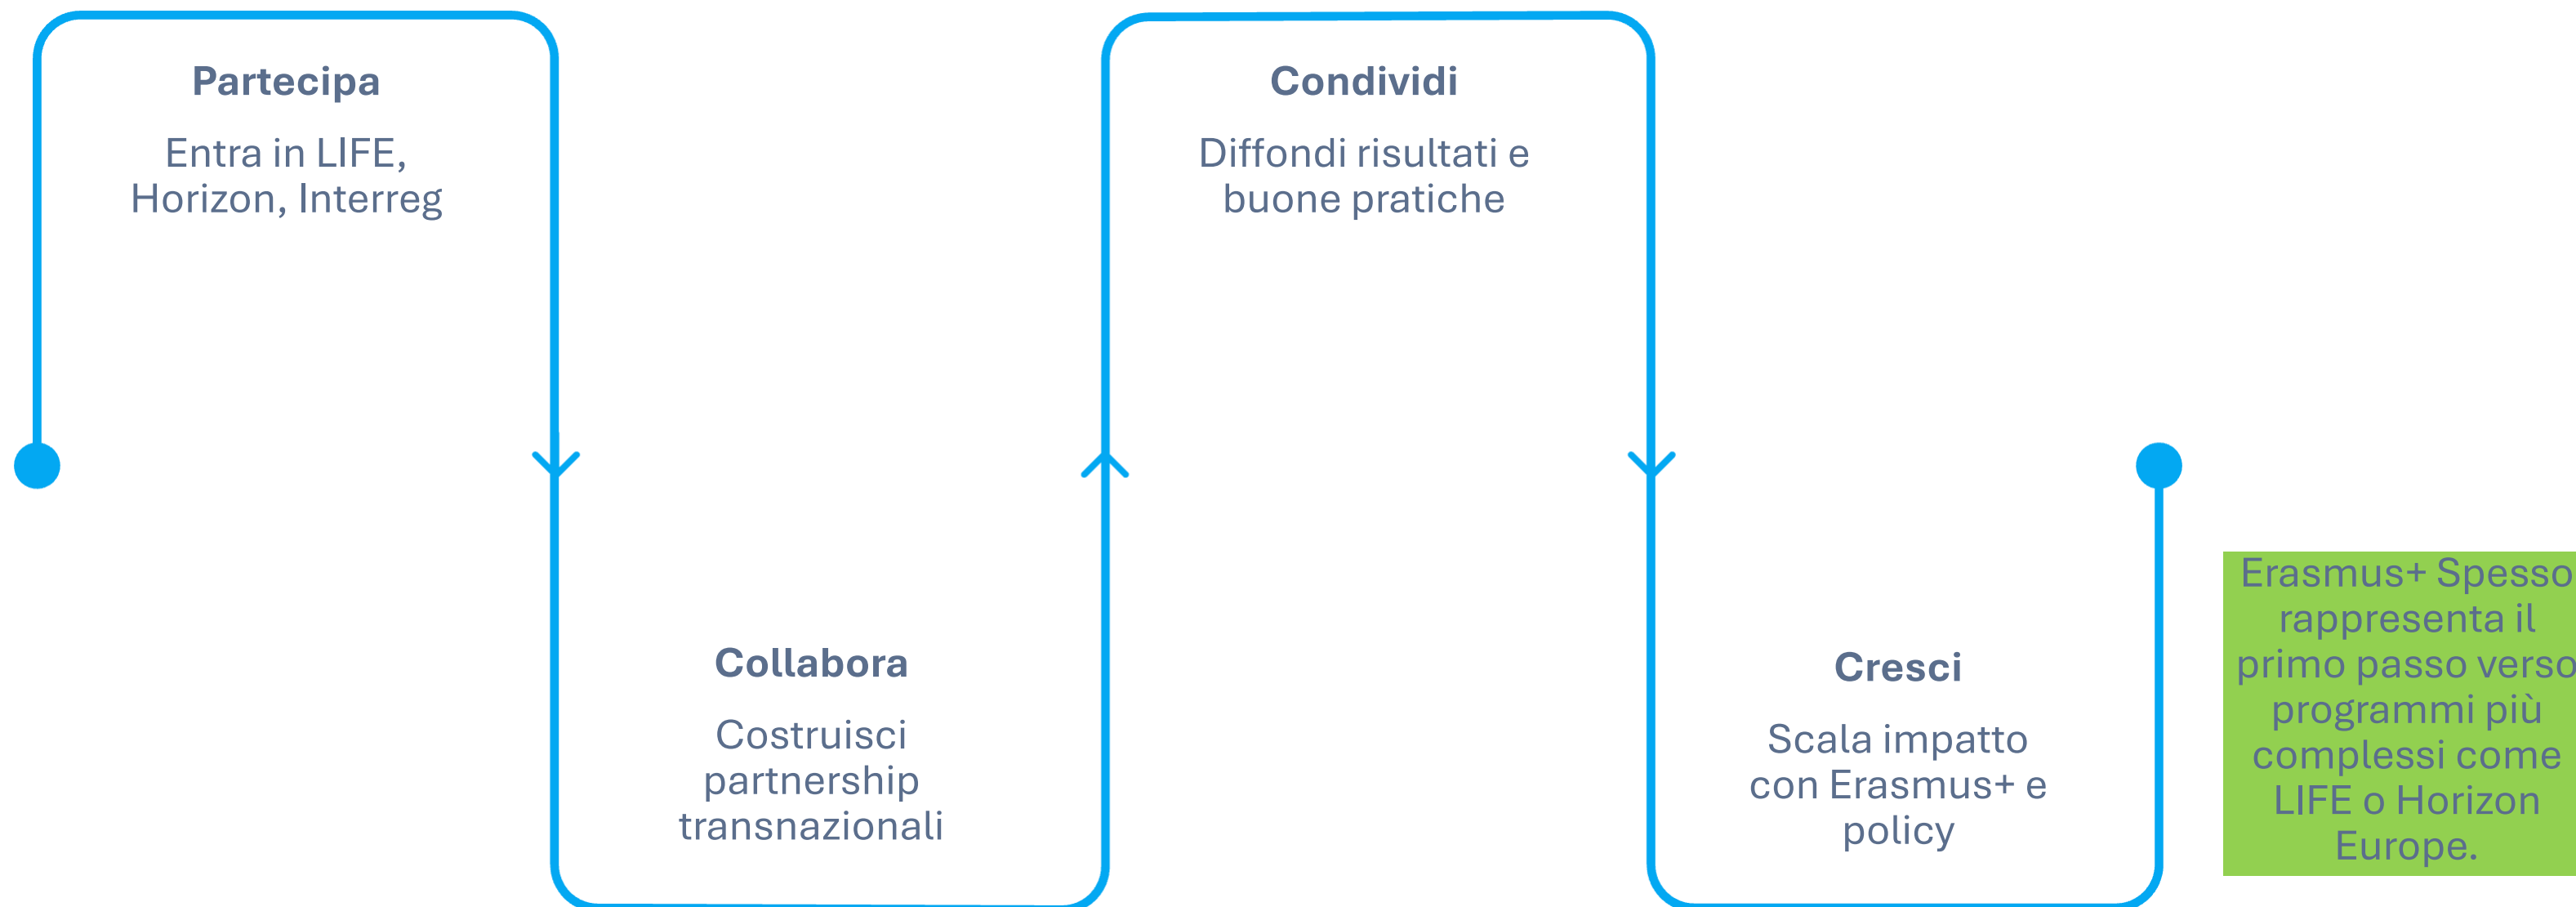 Partecipa
Entra in LIFE,
Horizon, Interreg
Collabora
Costruisci
partnership
transnazionali
Condividi
Diffondi risultati e
buone pratiche
Cresci
Scala impatto
con Erasmus+ e
policy
Erasmus+ Spesso
rappresenta il
primo passo verso
programmi più
complessi come
LIFE o Horizon
Europe.